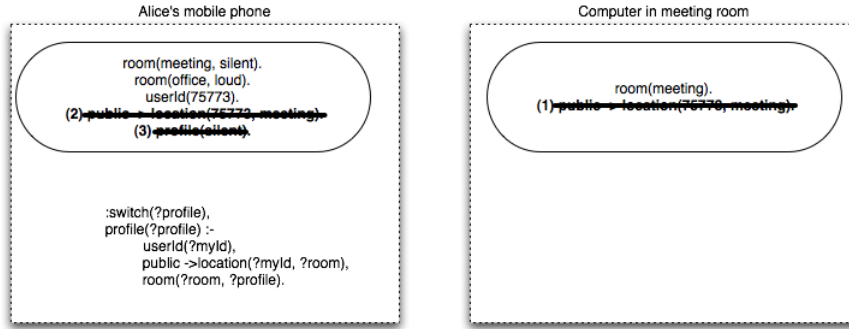 Alice's mobile phone
room(meeting, silent).
room(office, loud).
userId(75773).
(2) public -> location(75773, meeting).
(3) profile(silent).
:switch(?profile),
profile(?profile) :-
userId(?myId),
public ->location(?myId, ?room),
room(?room, ?profile).
Computer in meeting room
room(meeting).
(1) public -> location(75773, meeting).